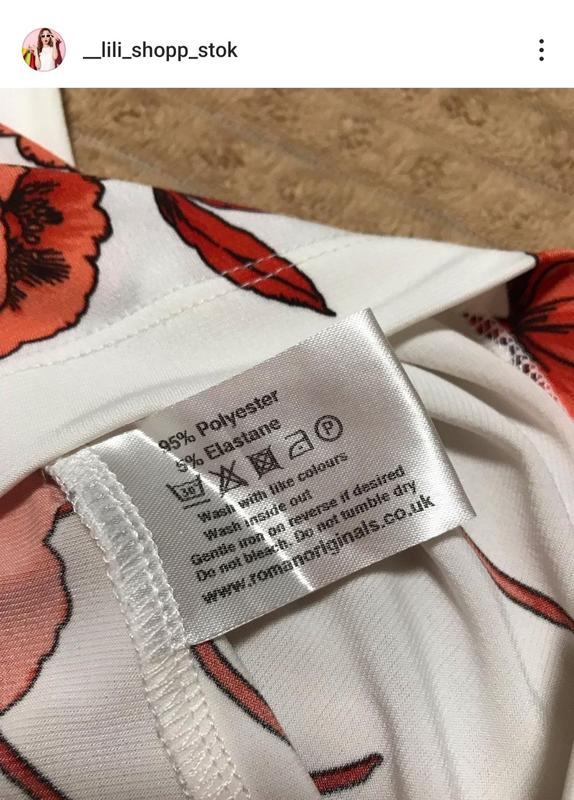 __lili_shopp_stok
95% Polyester
5% Elastane
30° P
Wash with like colours
Wash inside out
Gentle iron on reverse if desired
Do not bleach. Do not tumble dry
www.romanoriginals.co.uk